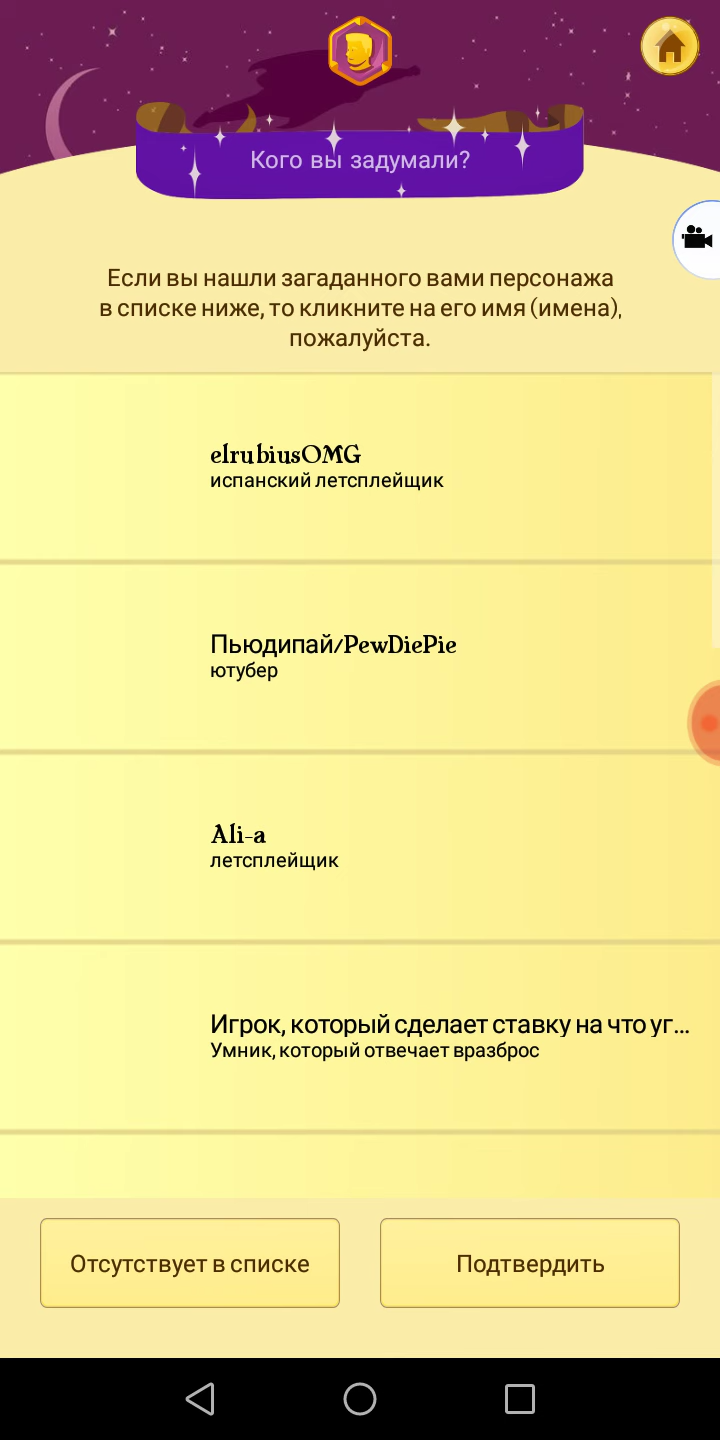 Кого вы задумали?
Если вы нашли загаданного вами персонажа
в списке ниже, то кликните на его имя (имена),
пожалуйста.
elrubiusOMG
испанский летсплейщик
Пьюдипай/PewDiePie
ютубер
Ali-a
летсплейщик
Игрок, который сделает ставку на что уг...
Умник, который отвечает вразброс
Отсутствует в списке
Подтвердить